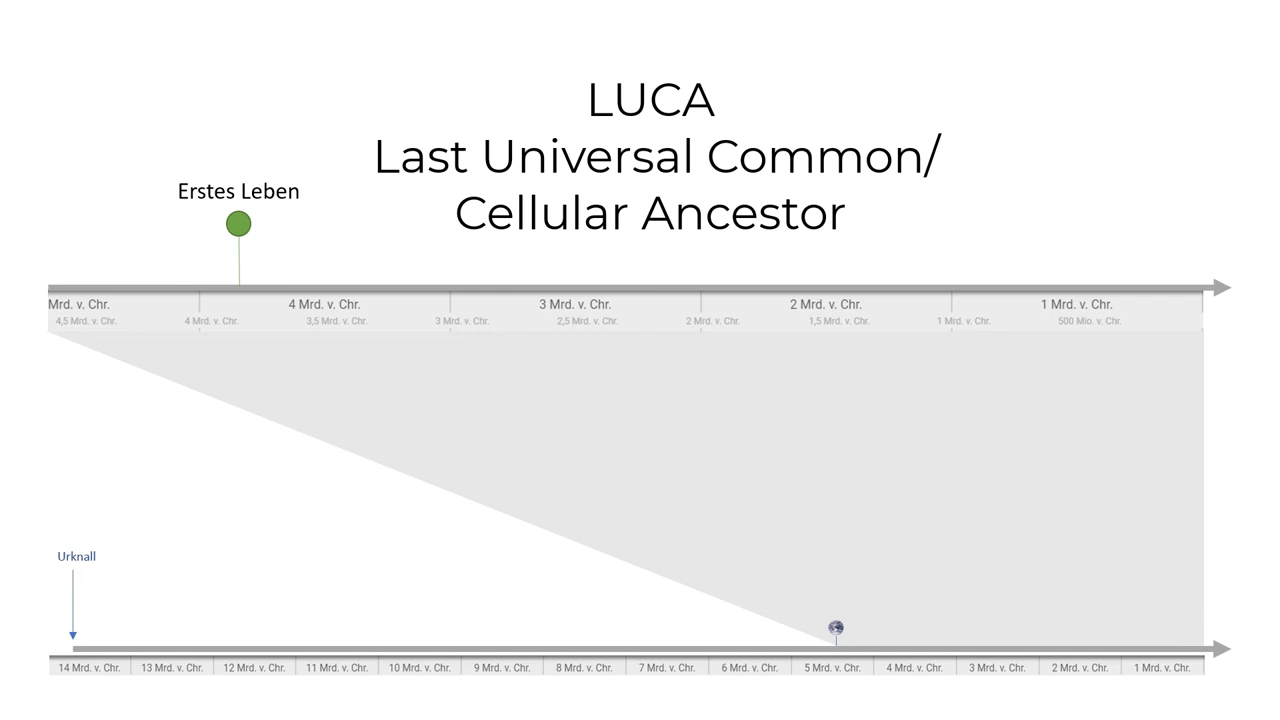 LUCA
Last Universal Common/
Cellular Ancestor
Erstes Leben
Mrd. v. Chr. 4 Mrd. v. Chr. 3 Mrd. v. Chr. 2 Mrd. v. Chr. 1 Mrd. v. Chr.
4,5 Mrd. v. Chr. 4 Mrd. v. Chr. 3,5 Mrd. v. Chr. 3 Mrd. v. Chr. 2,5 Mrd. v. Chr. 2 Mrd. v. Chr. 1,5 Mrd. v. Chr. 1 Mrd. v. Chr. 500 Mio. v. Chr.
Urknall
14 Mrd. v. Chr. 13 Mrd. v. Chr. 12 Mrd. v. Chr. 11 Mrd. v. Chr. 10 Mrd. v. Chr. 9 Mrd. v. Chr. 8 Mrd. v. Chr. 7 Mrd. v. Chr. 6 Mrd. v. Chr. 5 Mrd. v. Chr. 4 Mrd. v. Chr. 3 Mrd. v. Chr. 2 Mrd. v. Chr. 1 Mrd. v. Chr.